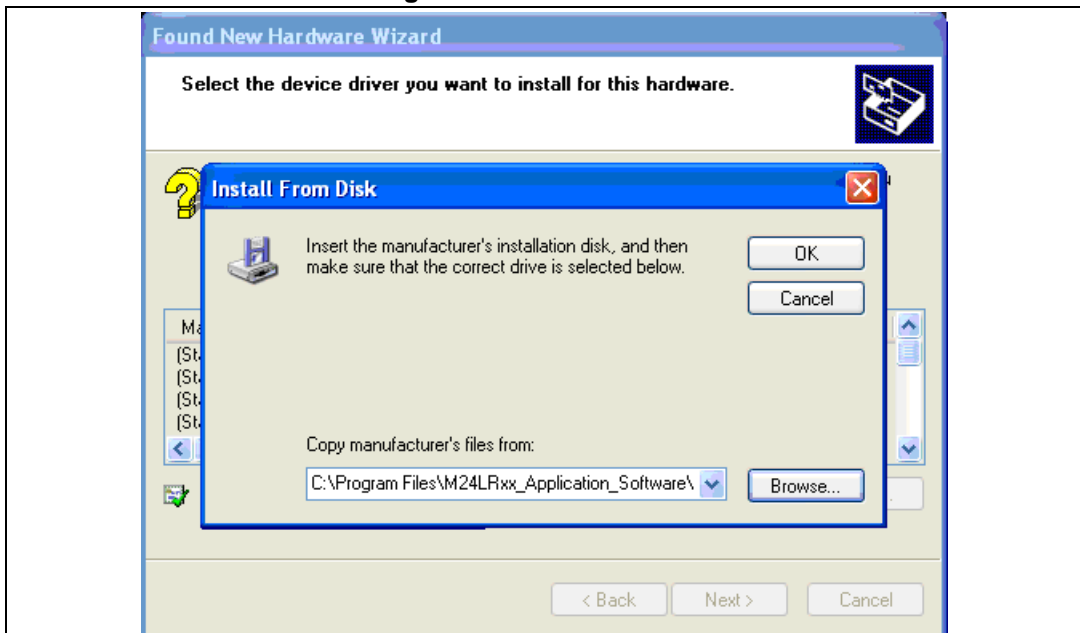 Found New Hardware Wizard
Select the device driver you want to install for this hardware.
Install From Disk
Insert the manufacturer's installation disk, and then
make sure that the correct drive is selected below.
OK
Cancel
Copy manufacturer's files from:
C:\Program Files\M24LRxx_Application_Software\
Browse...
< Back
Next >
Cancel